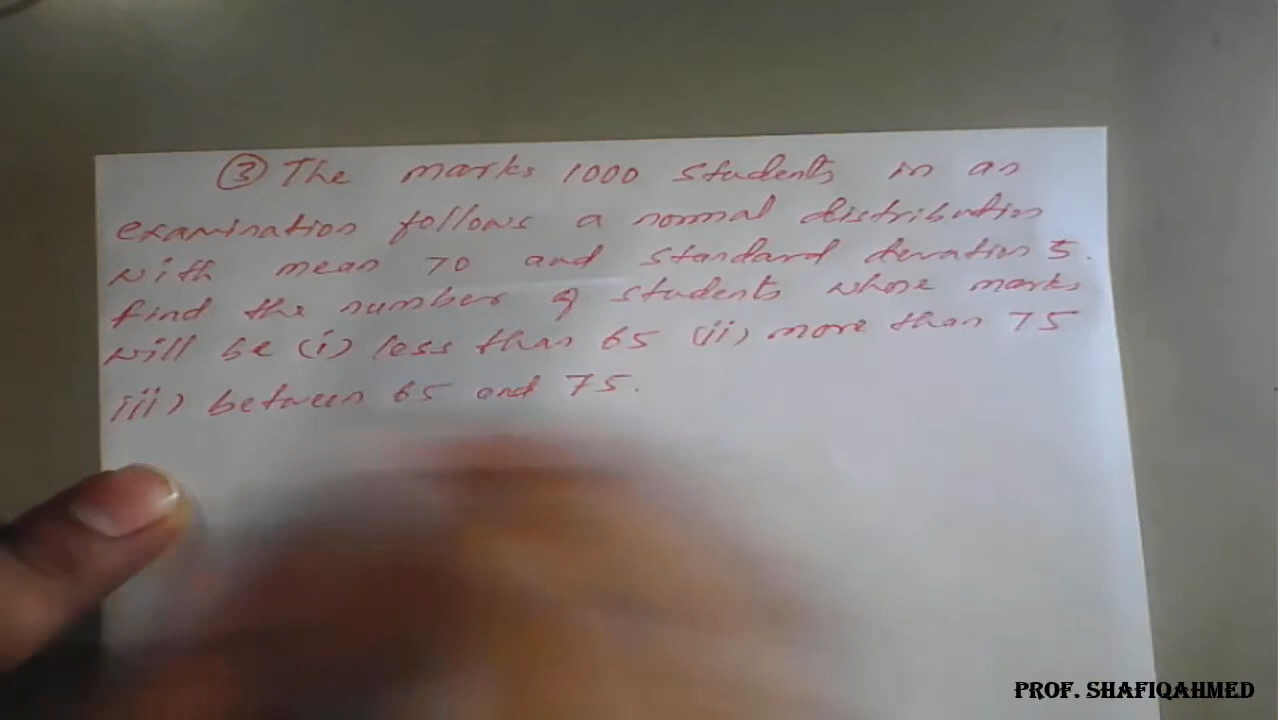 ③ The marks 1000 students in an
examination follows a normal distribution
with mean 70 and standard deviation 5.
find the number of students whose marks
will be (i) less than 65 (ii) more than 75
iii) between 65 and 75.
PROF. SHAFIQAHMED